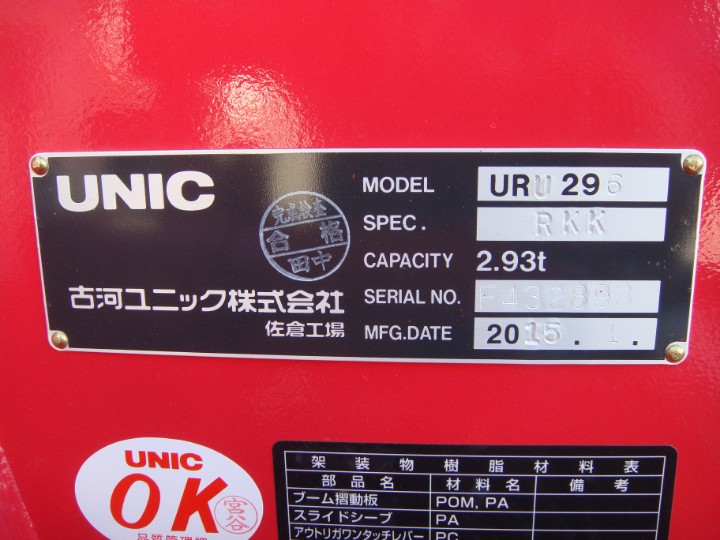 UNIC
完成検査
合格
田中
古河ユニック株式会社
佐倉工場
MODEL URU296
SPEC. RKK
CAPACITY 2.93t
SERIAL NO.
MFG.DATE 2015. 1.
UNIC
OK
宮谷
架装物樹脂材料表
部品名 材料名 備考
ブーム摺動板 POM, PA
スライドシーブ PA
アウトリガワンタッチレバー PC